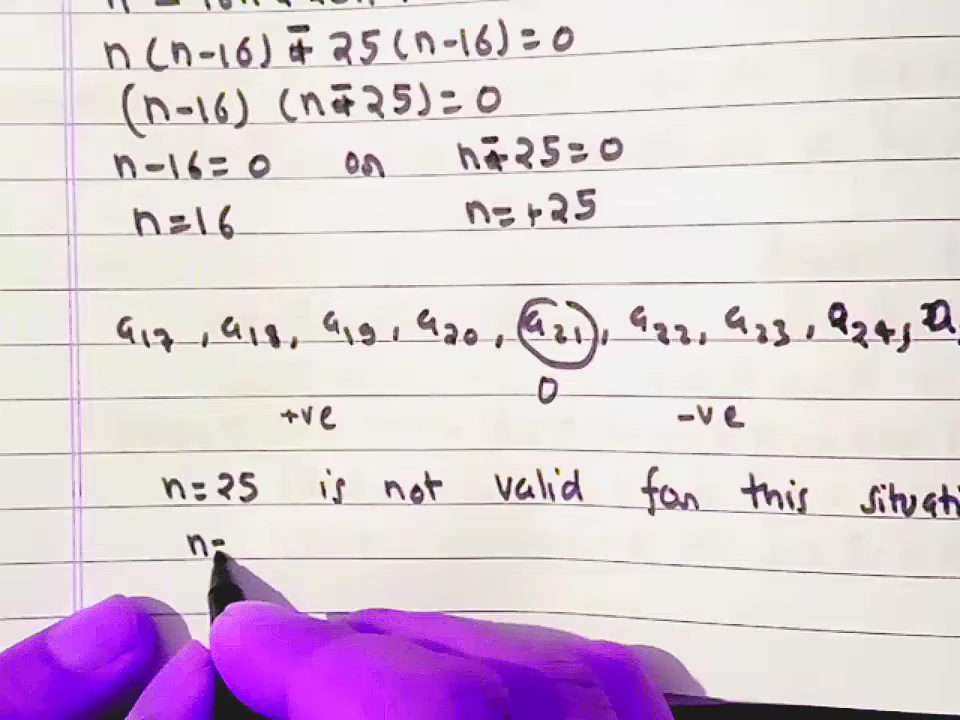 n(n-16) - 25(n-16)=0
(n-16) (n-25)=0
n-16=0 or n-25=0
n=16 n=+25
a17, a18, a19, a20, a21, a22, a23, a24, a
0
+ve -ve
n=25 is not valid for this situati
n=